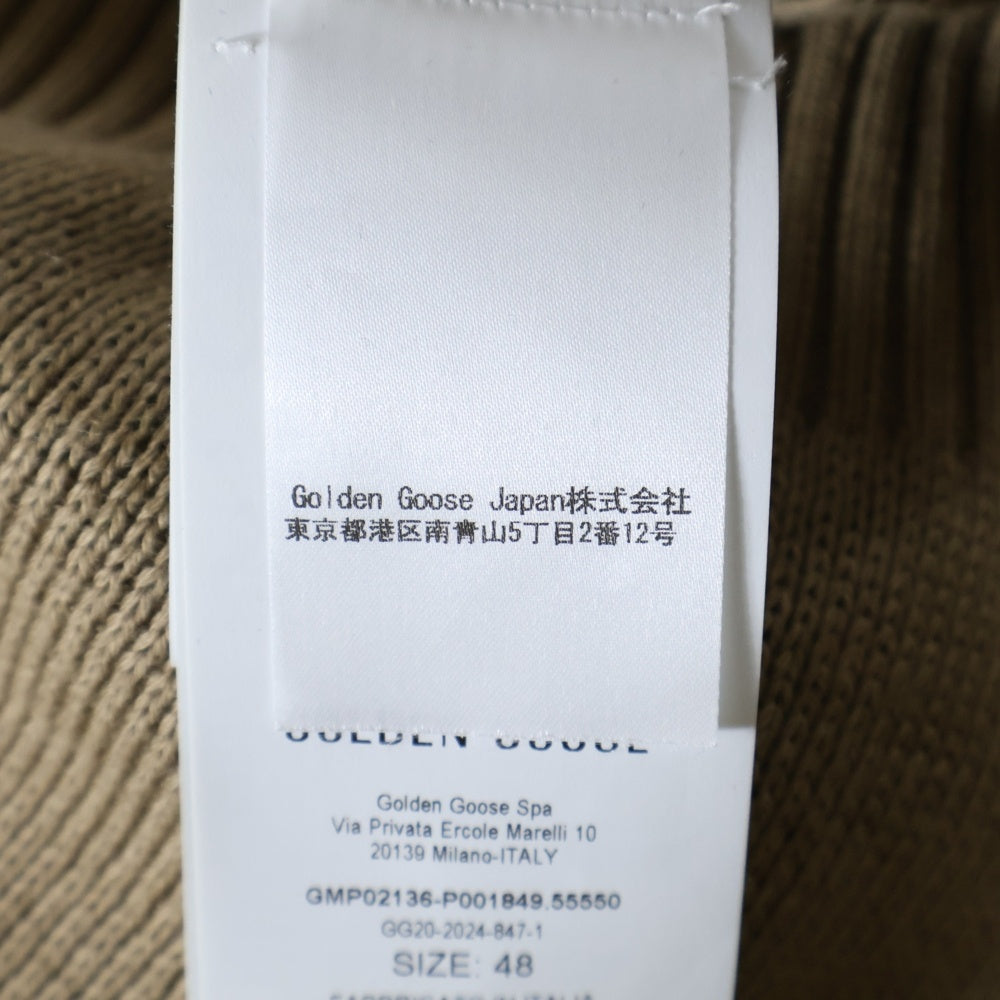 Golden Goose Japan株式会社
東京都港区南青山5丁目2番12号
GOLDEN GOOSE
Golden Goose Spa
Via Privata Ercole Marelli 10
20139 Milano-ITALY
GMP02136-P001849.55550
GG20-2024-847-1
SIZE: 48